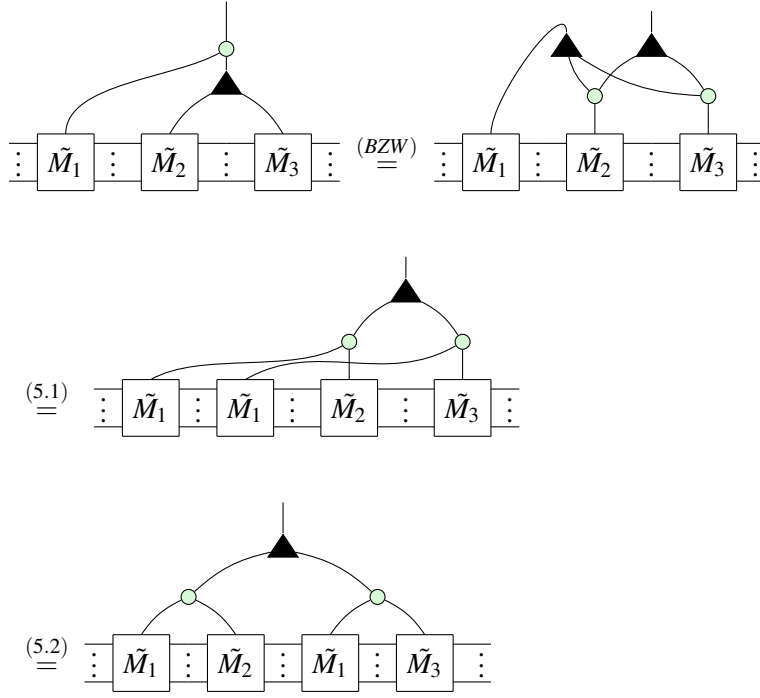 ⋮ M̃₁ ⋮ M̃₂ ⋮ M̃₃ ⋮ (BZW) = ⋮ M̃₁ ⋮ M̃₂ ⋮ M̃₃ ⋮
(5.1) = ⋮ M̃₁ ⋮ M̃₁ ⋮ M̃₂ ⋮ M̃₃ ⋮
(5.2) = ⋮ M̃₁ ⋮ M̃₂ ⋮ M̃₁ ⋮ M̃₃ ⋮